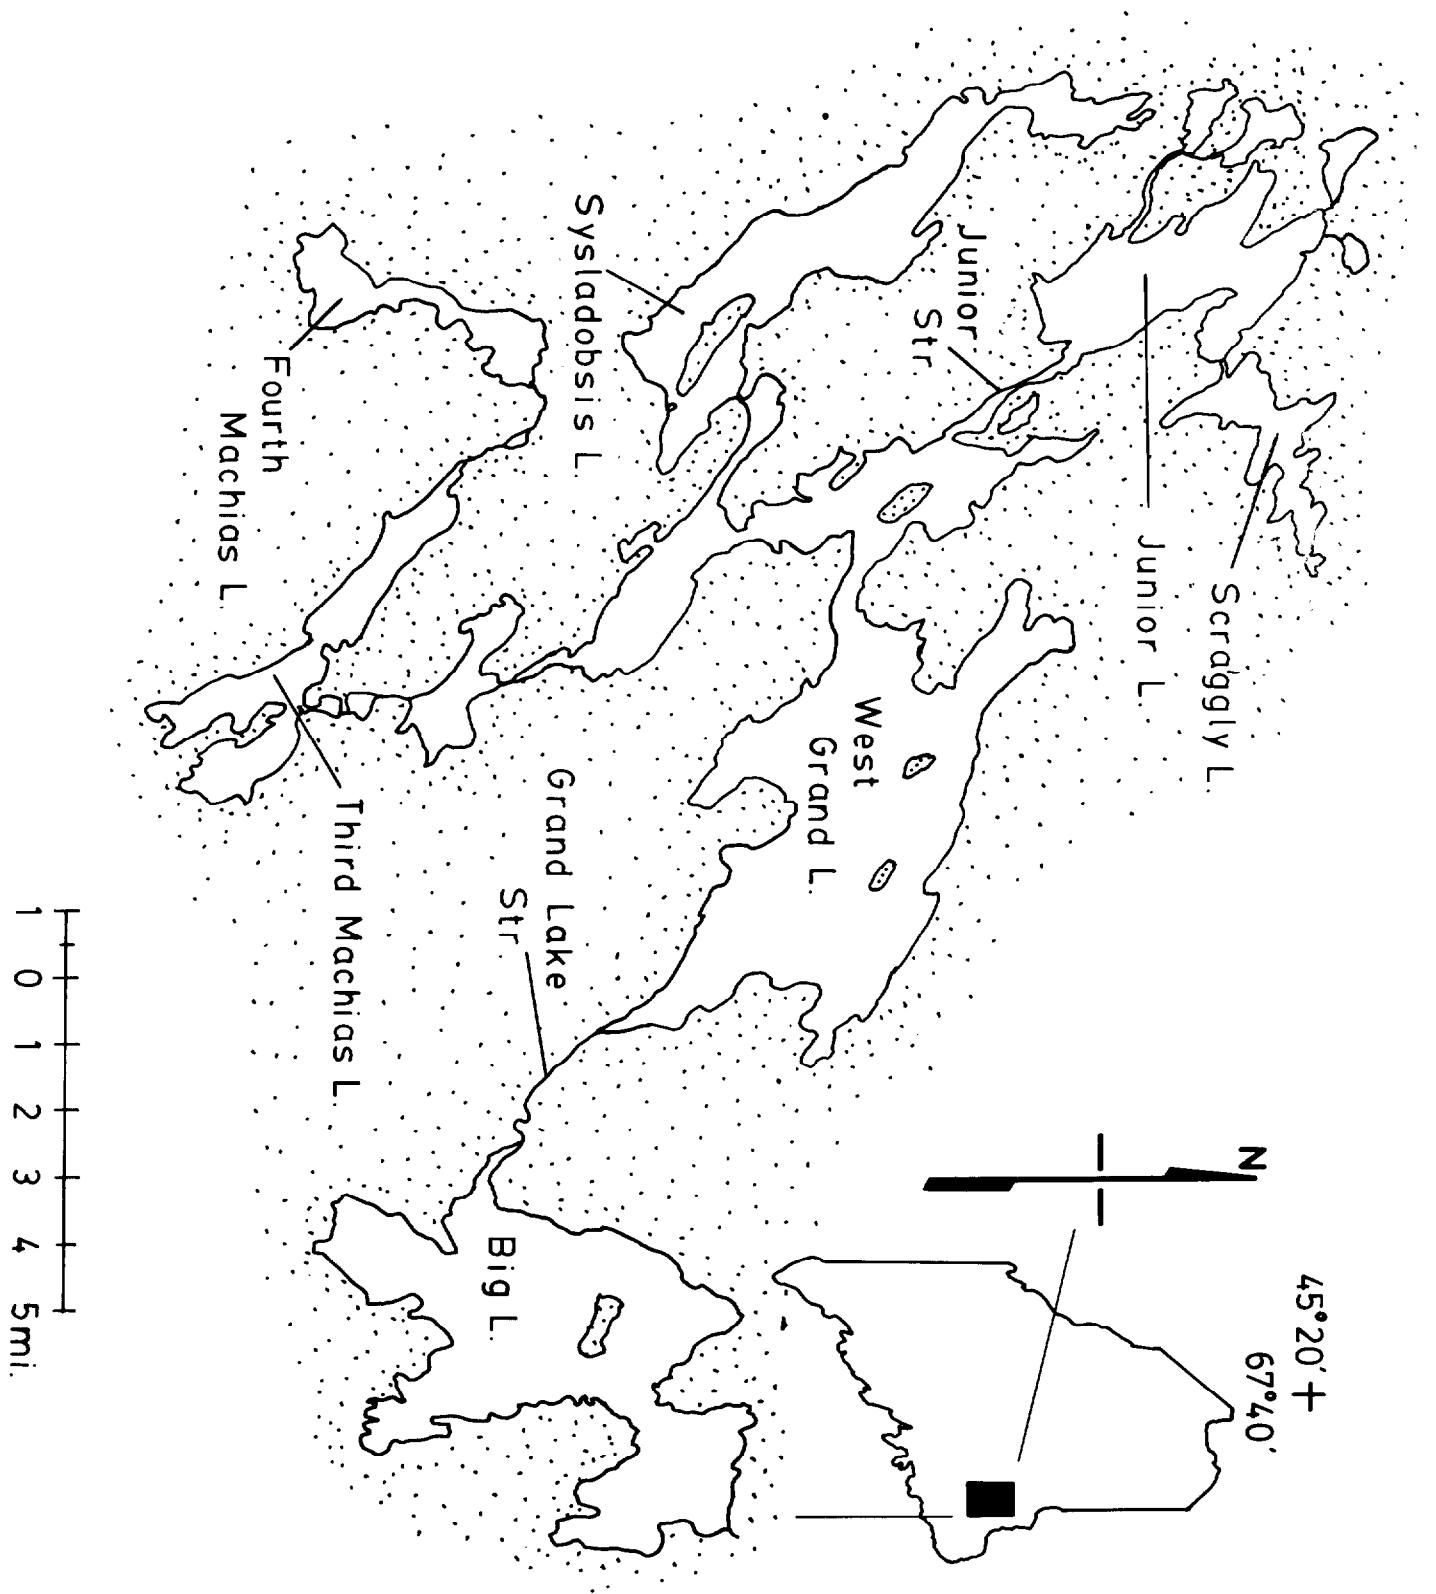 Scraggly L.
Junior L.
Junior
Str.
West
Grand L.
Sysladobsis L.
Grand Lake
Str.
Third Machias L.
Fourth
Machias L.
Big L.
N
45°20'
67°40'
1 0 1 2 3 4 5mi.